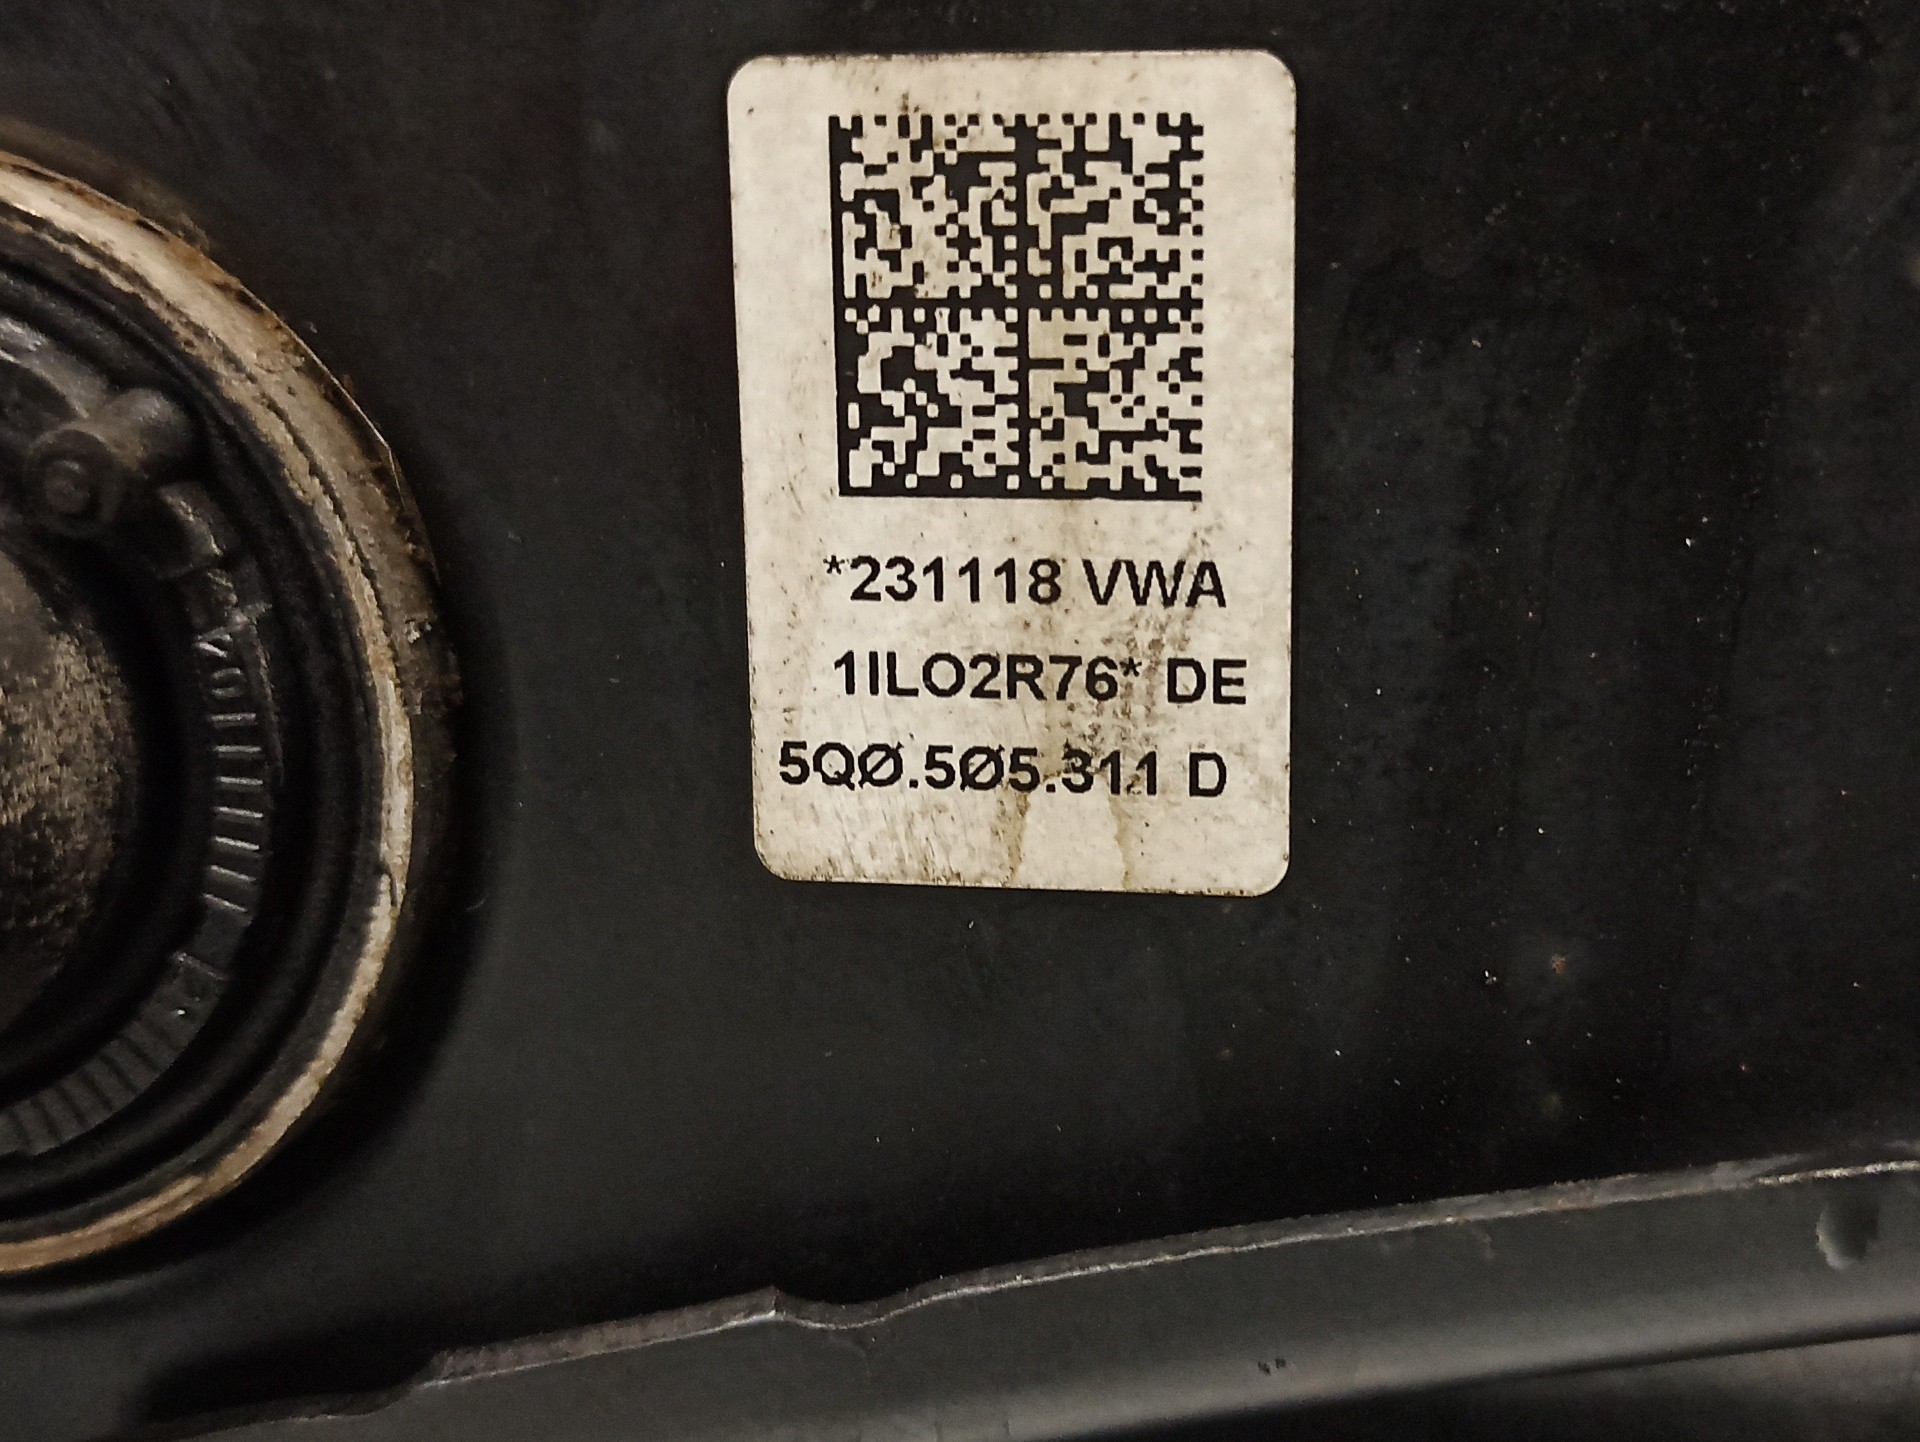 *231118 VWA
1ILO2R76* DE
5QØ.5Ø5.311 D